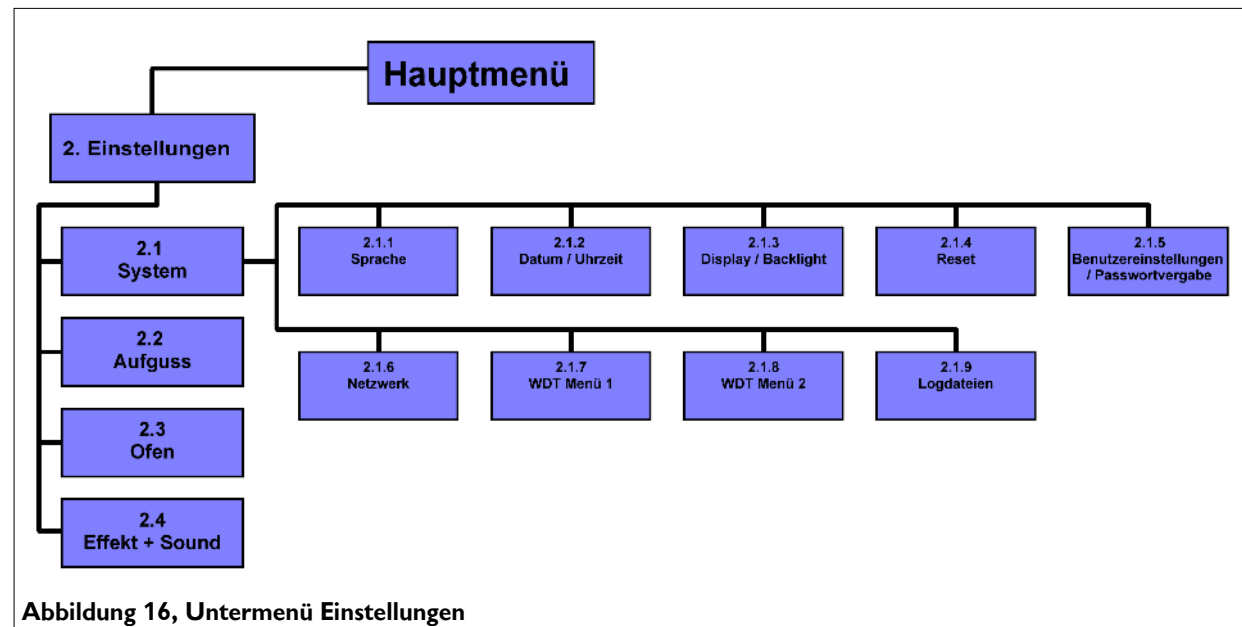 Hauptmenü
2. Einstellungen
2.1
System
2.1.1
Sprache
2.1.2
Datum / Uhrzeit
2.1.3
Display / Backlight
2.1.4
Reset
2.1.5
Benutzereinstellungen
/ Passwortvergabe
2.2
Aufguss
2.1.6
Netzwerk
2.1.7
WDT Menü 1
2.1.8
WDT Menü 2
2.1.9
Logdateien
2.3
Ofen
2.4
Effekt + Sound
Abbildung 16, Untermenü Einstellungen